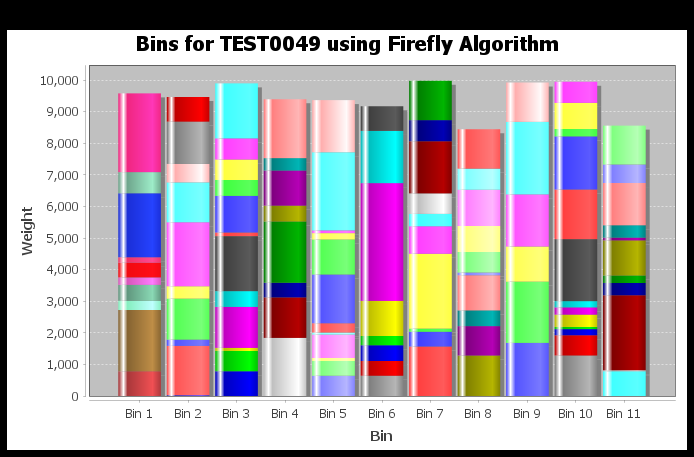 Bins for TEST0049 using Firefly Algorithm
10,000
9,000
8,000
7,000
6,000
5,000
4,000
3,000
2,000
1,000
0
Weight
Bin 1 Bin 2 Bin 3 Bin 4 Bin 5 Bin 6 Bin 7 Bin 8 Bin 9 Bin 10 Bin 11
Bin